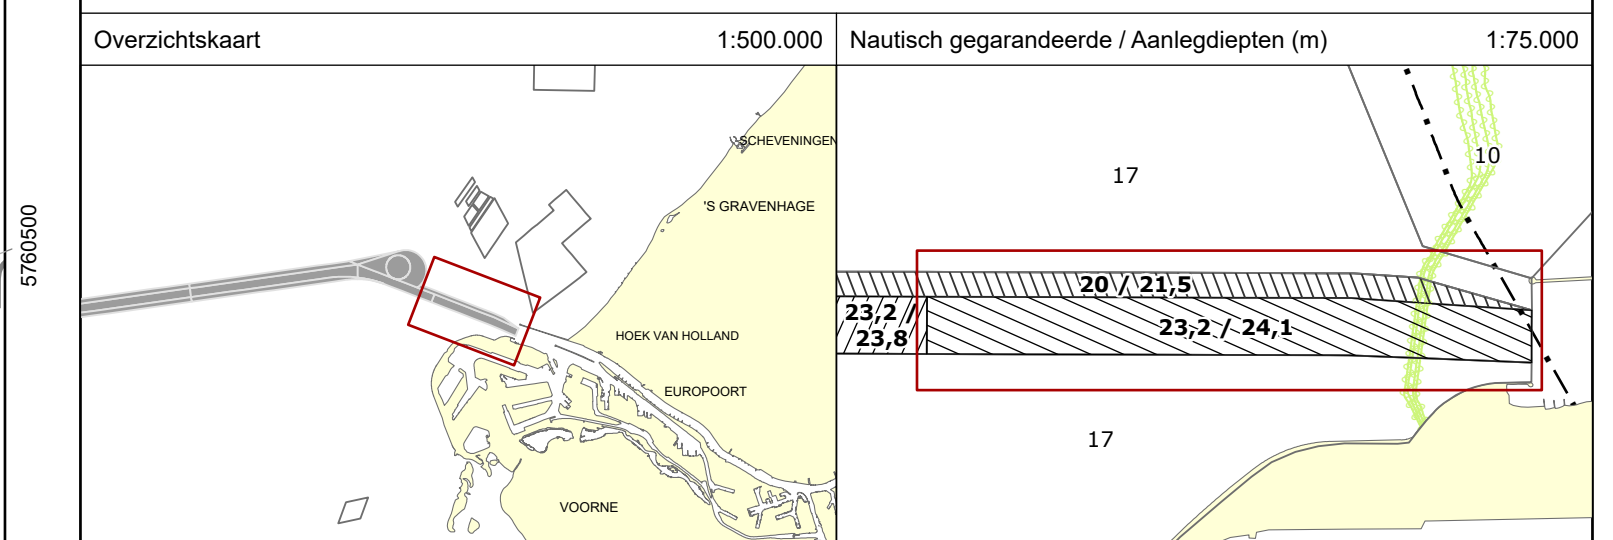 Overzichtskaart 1:500.000
Nautisch gegarandeerde / Aanlegdiepten (m) 1:75.000
5760500
SCHEVENINGEN
'S GRAVENHAGE
HOEK VAN HOLLAND
EUROPOORT
VOORNE
10
17
20 / 21,5
23,2 /
23,8
23,2 / 24,1
17